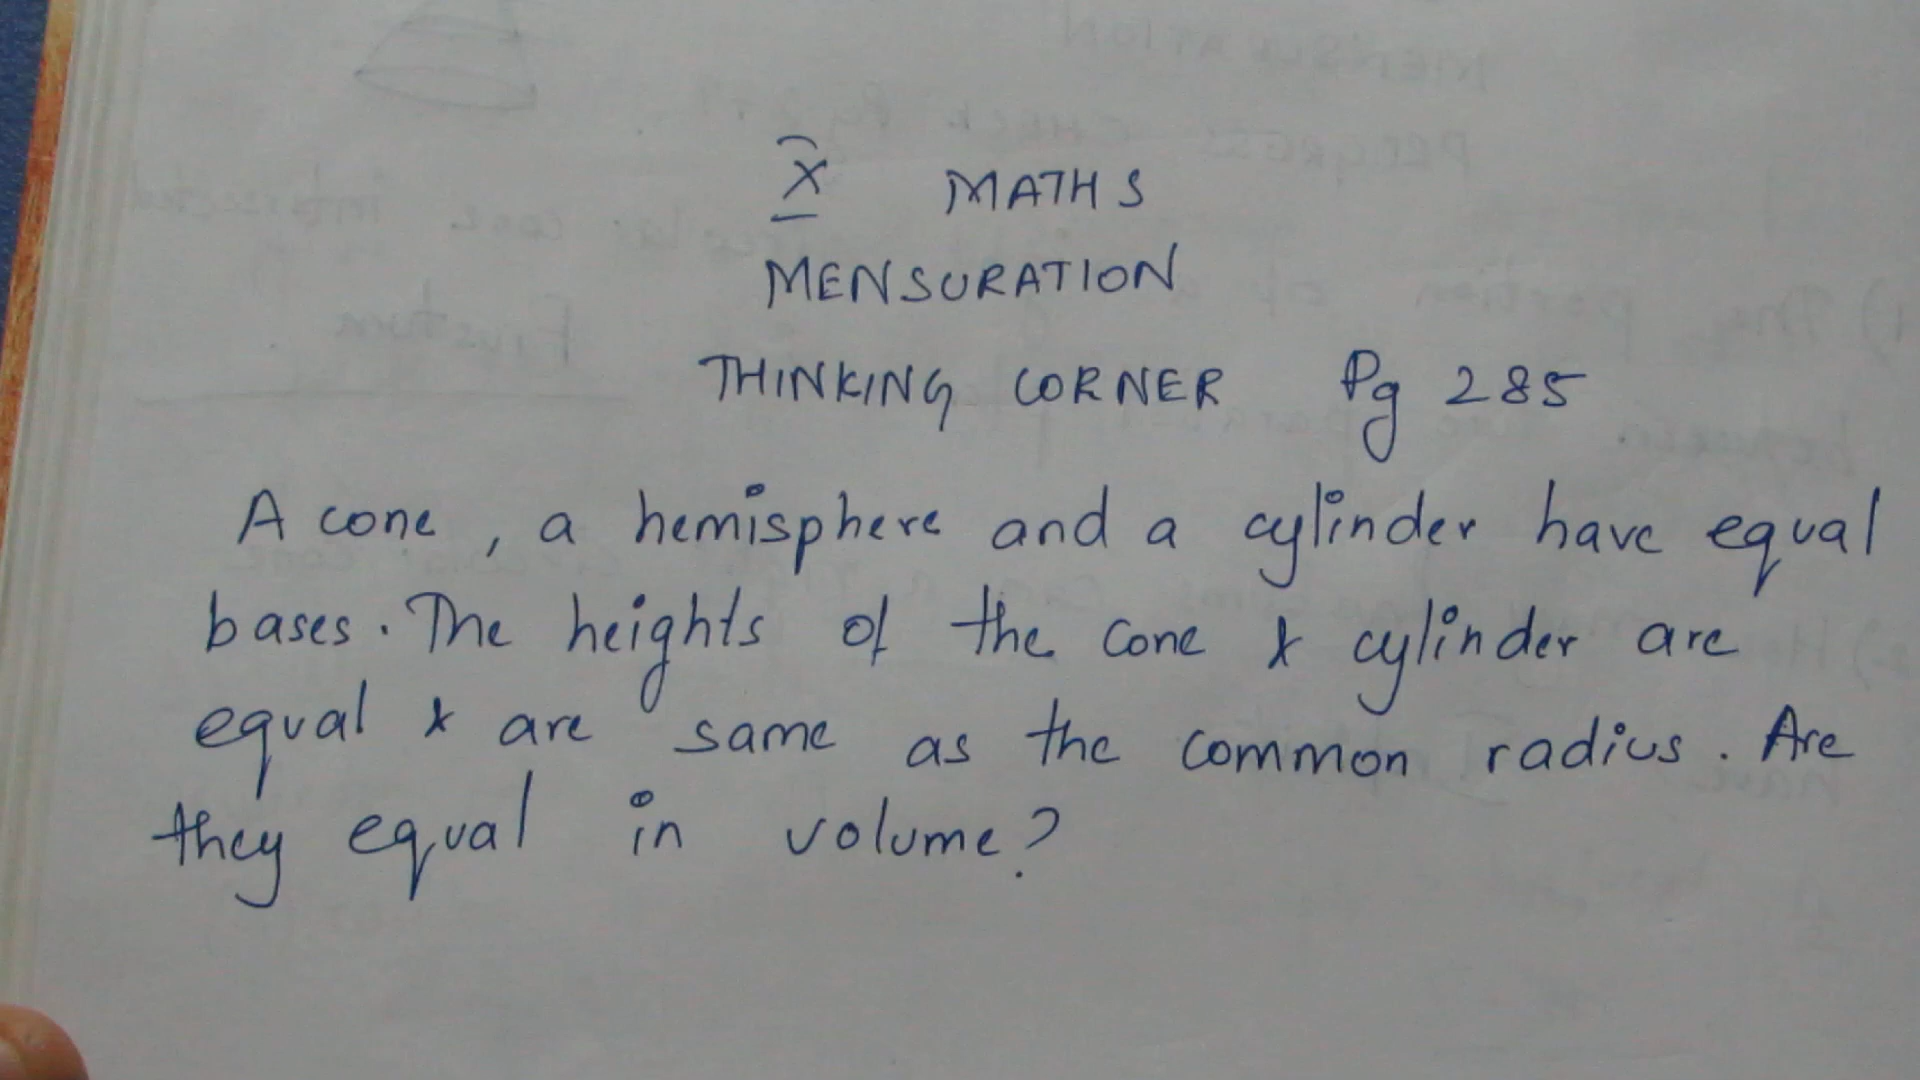 X MATHS
MENSURATION
THINKING CORNER Pg 285
A cone, a hemisphere and a cylinder have equal
bases. The heights of the cone & cylinder are
equal & are same as the common radius. Are
they equal in volume?